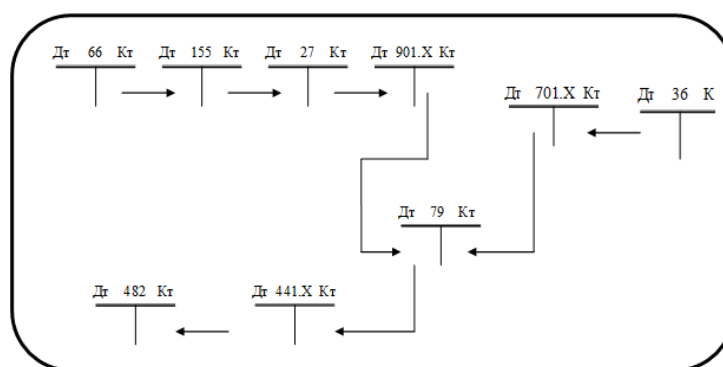 Дт 66 Кт
Дт 155 Кт
Дт 27 Кт
Дт 901.Х Кт
Дт 701.Х Кт
Дт 36 К
Дт 79 Кт
Дт 482 Кт
Дт 441.Х Кт